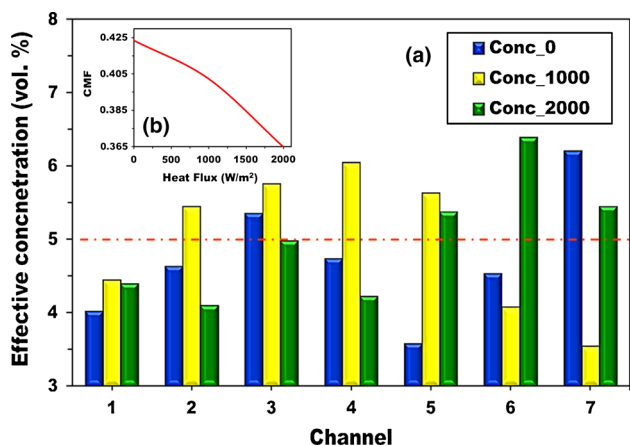 Effective concnetration (vol. %)
8
7
6
5
4
3
(a)
Conc_0
Conc_1000
Conc_2000
CMF
0.425
0.405
0.385
0.365
(b)
0 500 1000 1500 2000
Heat Flux (W/m²)
1 2 3 4 5 6 7
Channel